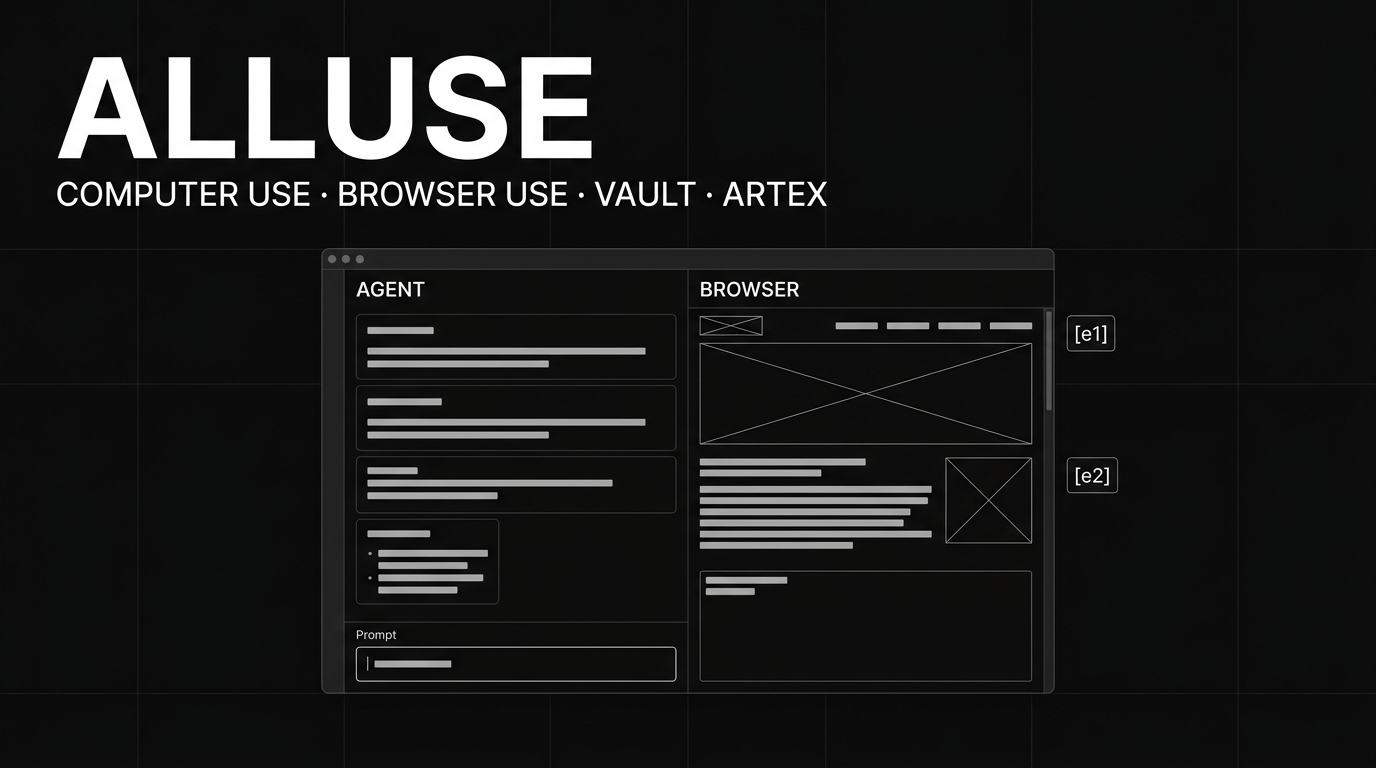 ALLUSE
COMPUTER USE · BROWSER USE · VAULT · ARTEX
AGENT
BROWSER
[e1]
[e2]
Prompt